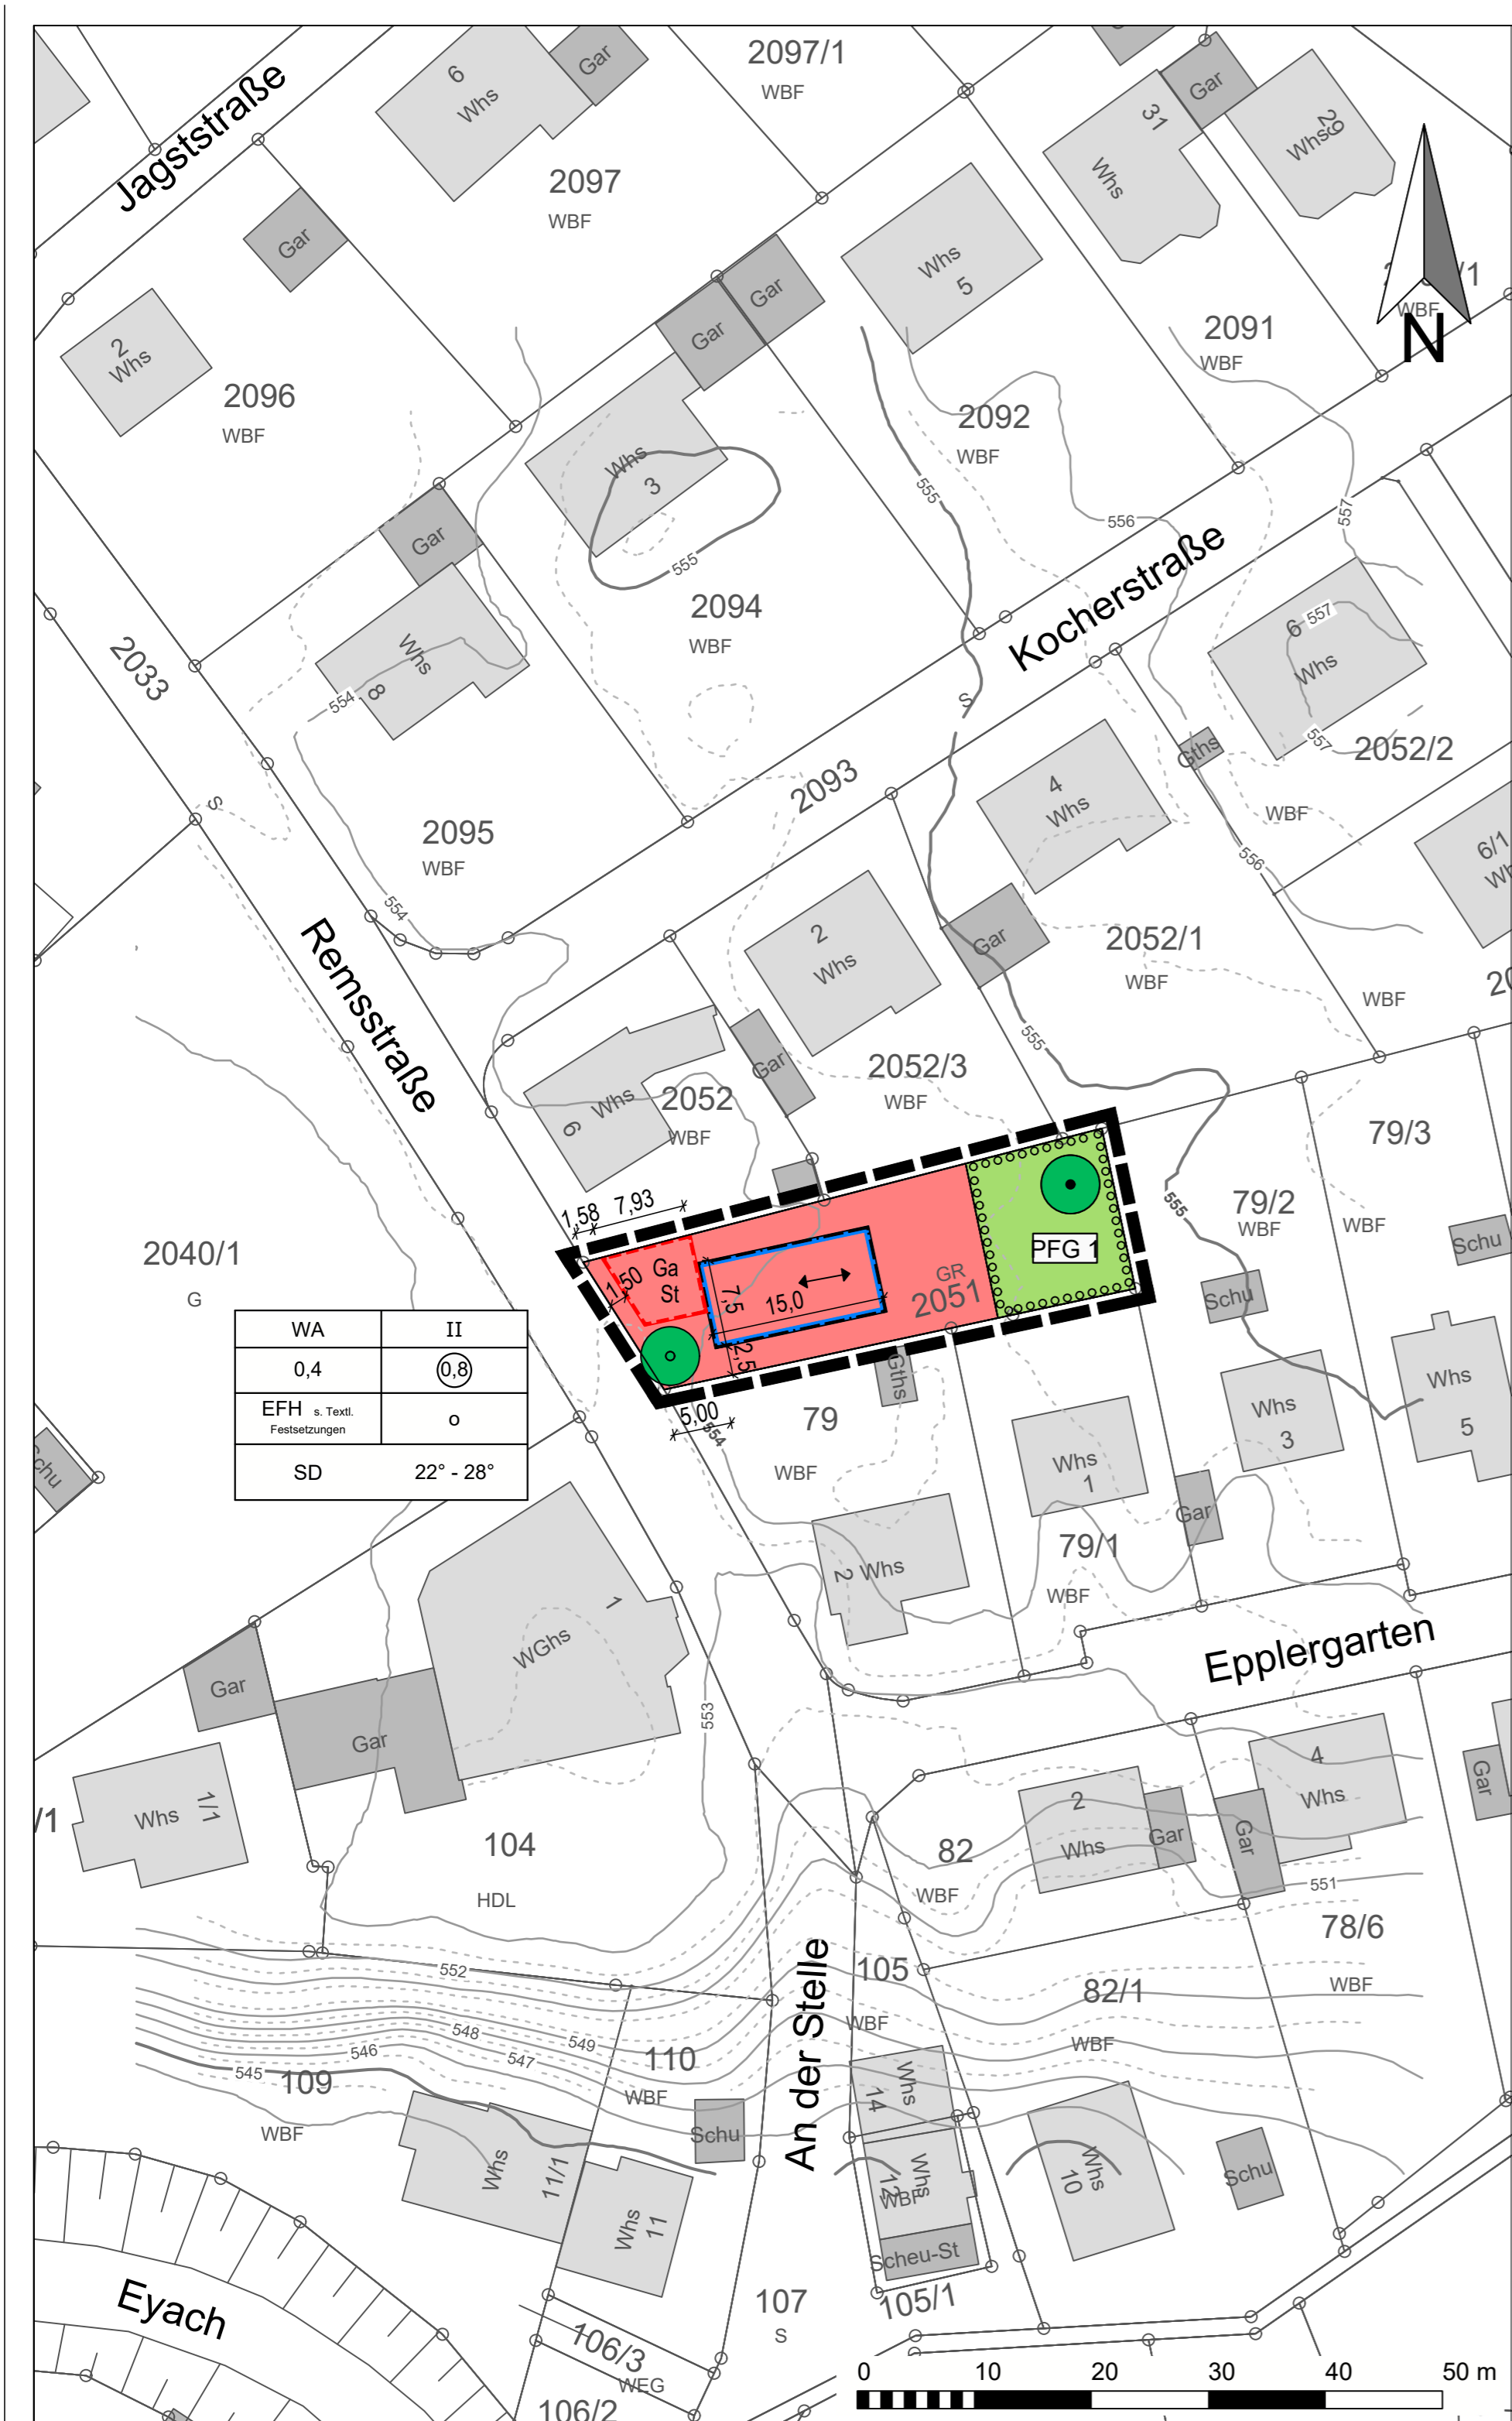 Jagststraße
6
Whs
Gar
2097/1
WBF
2097
WBF
Gar
31
Whs
Gar
29
Whs
Whs
5
2
Whs
2096
WBF
Gar
Gar
2091
WBF
/1
WBF
N
2092
WBF
Whs
3
555
555
556
557
Gar
2094
WBF
Kocherstraße
2033
Whs
8
554
6
557
Whs
557
2052/2
WBF
S
S
2093
4
Whs
Gths
2095
WBF
554
556
6/1
2
Whs
Gar
2052/1
WBF
WBF
Remsstraße
555
Gar
2052/3
WBF
2052
WBF
Whs
6
79/3
WBF
79/2
WBF
555
Schu
Schu
2040/1
G
1,58
7,93
Ga
St
1,50
7,5
15,0
2,5
5,00
GR
2051
PFG 1
WA
II
0,4
0,8
EFH s. Textl.
Festsetzungen
o
SD
22° - 28°
554
Gths
79
WBF
Whs
1
Whs
3
Whs
5
Gar
79/1
WBF
2
Whs
Epplergarten
1
WGhs
Gar
Gar
553
Whs
1/1
/1
104
HDL
82
WBF
2
Whs
Gar
Gar
4
Whs
Gar
551
78/6
WBF
552
105
WBF
82/1
WBF
An der Stelle
548
549
546
547
545
109
WBF
110
WBF
Schu
Whs
14
Whs
12
WBF
Scheu-St
105/1
Whs
10
Schu
Whs
11/1
Whs
11
Eyach
107
S
106/3
WEG
106/2
0
10
20
30
40
50 m